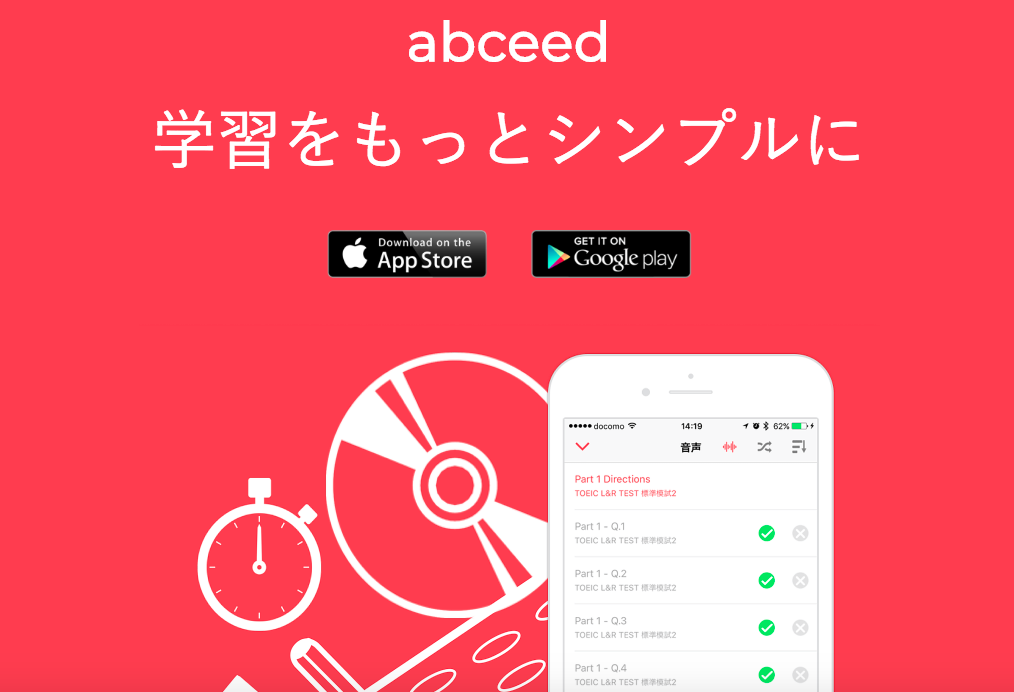 abceed
学習をもっとシンプルに
Download on the
App Store
GET IT ON
Google play
docomo 14:19 62%
音声
Part 1 Directions
TOEIC L&R TEST 標準模試2
Part 1 - Q.1
TOEIC L&R TEST 標準模試2
Part 1 - Q.2
TOEIC L&R TEST 標準模試2
Part 1 - Q.3
TOEIC L&R TEST 標準模試2
Part 1 - Q.4
TOEIC L&R TEST 標準模試2